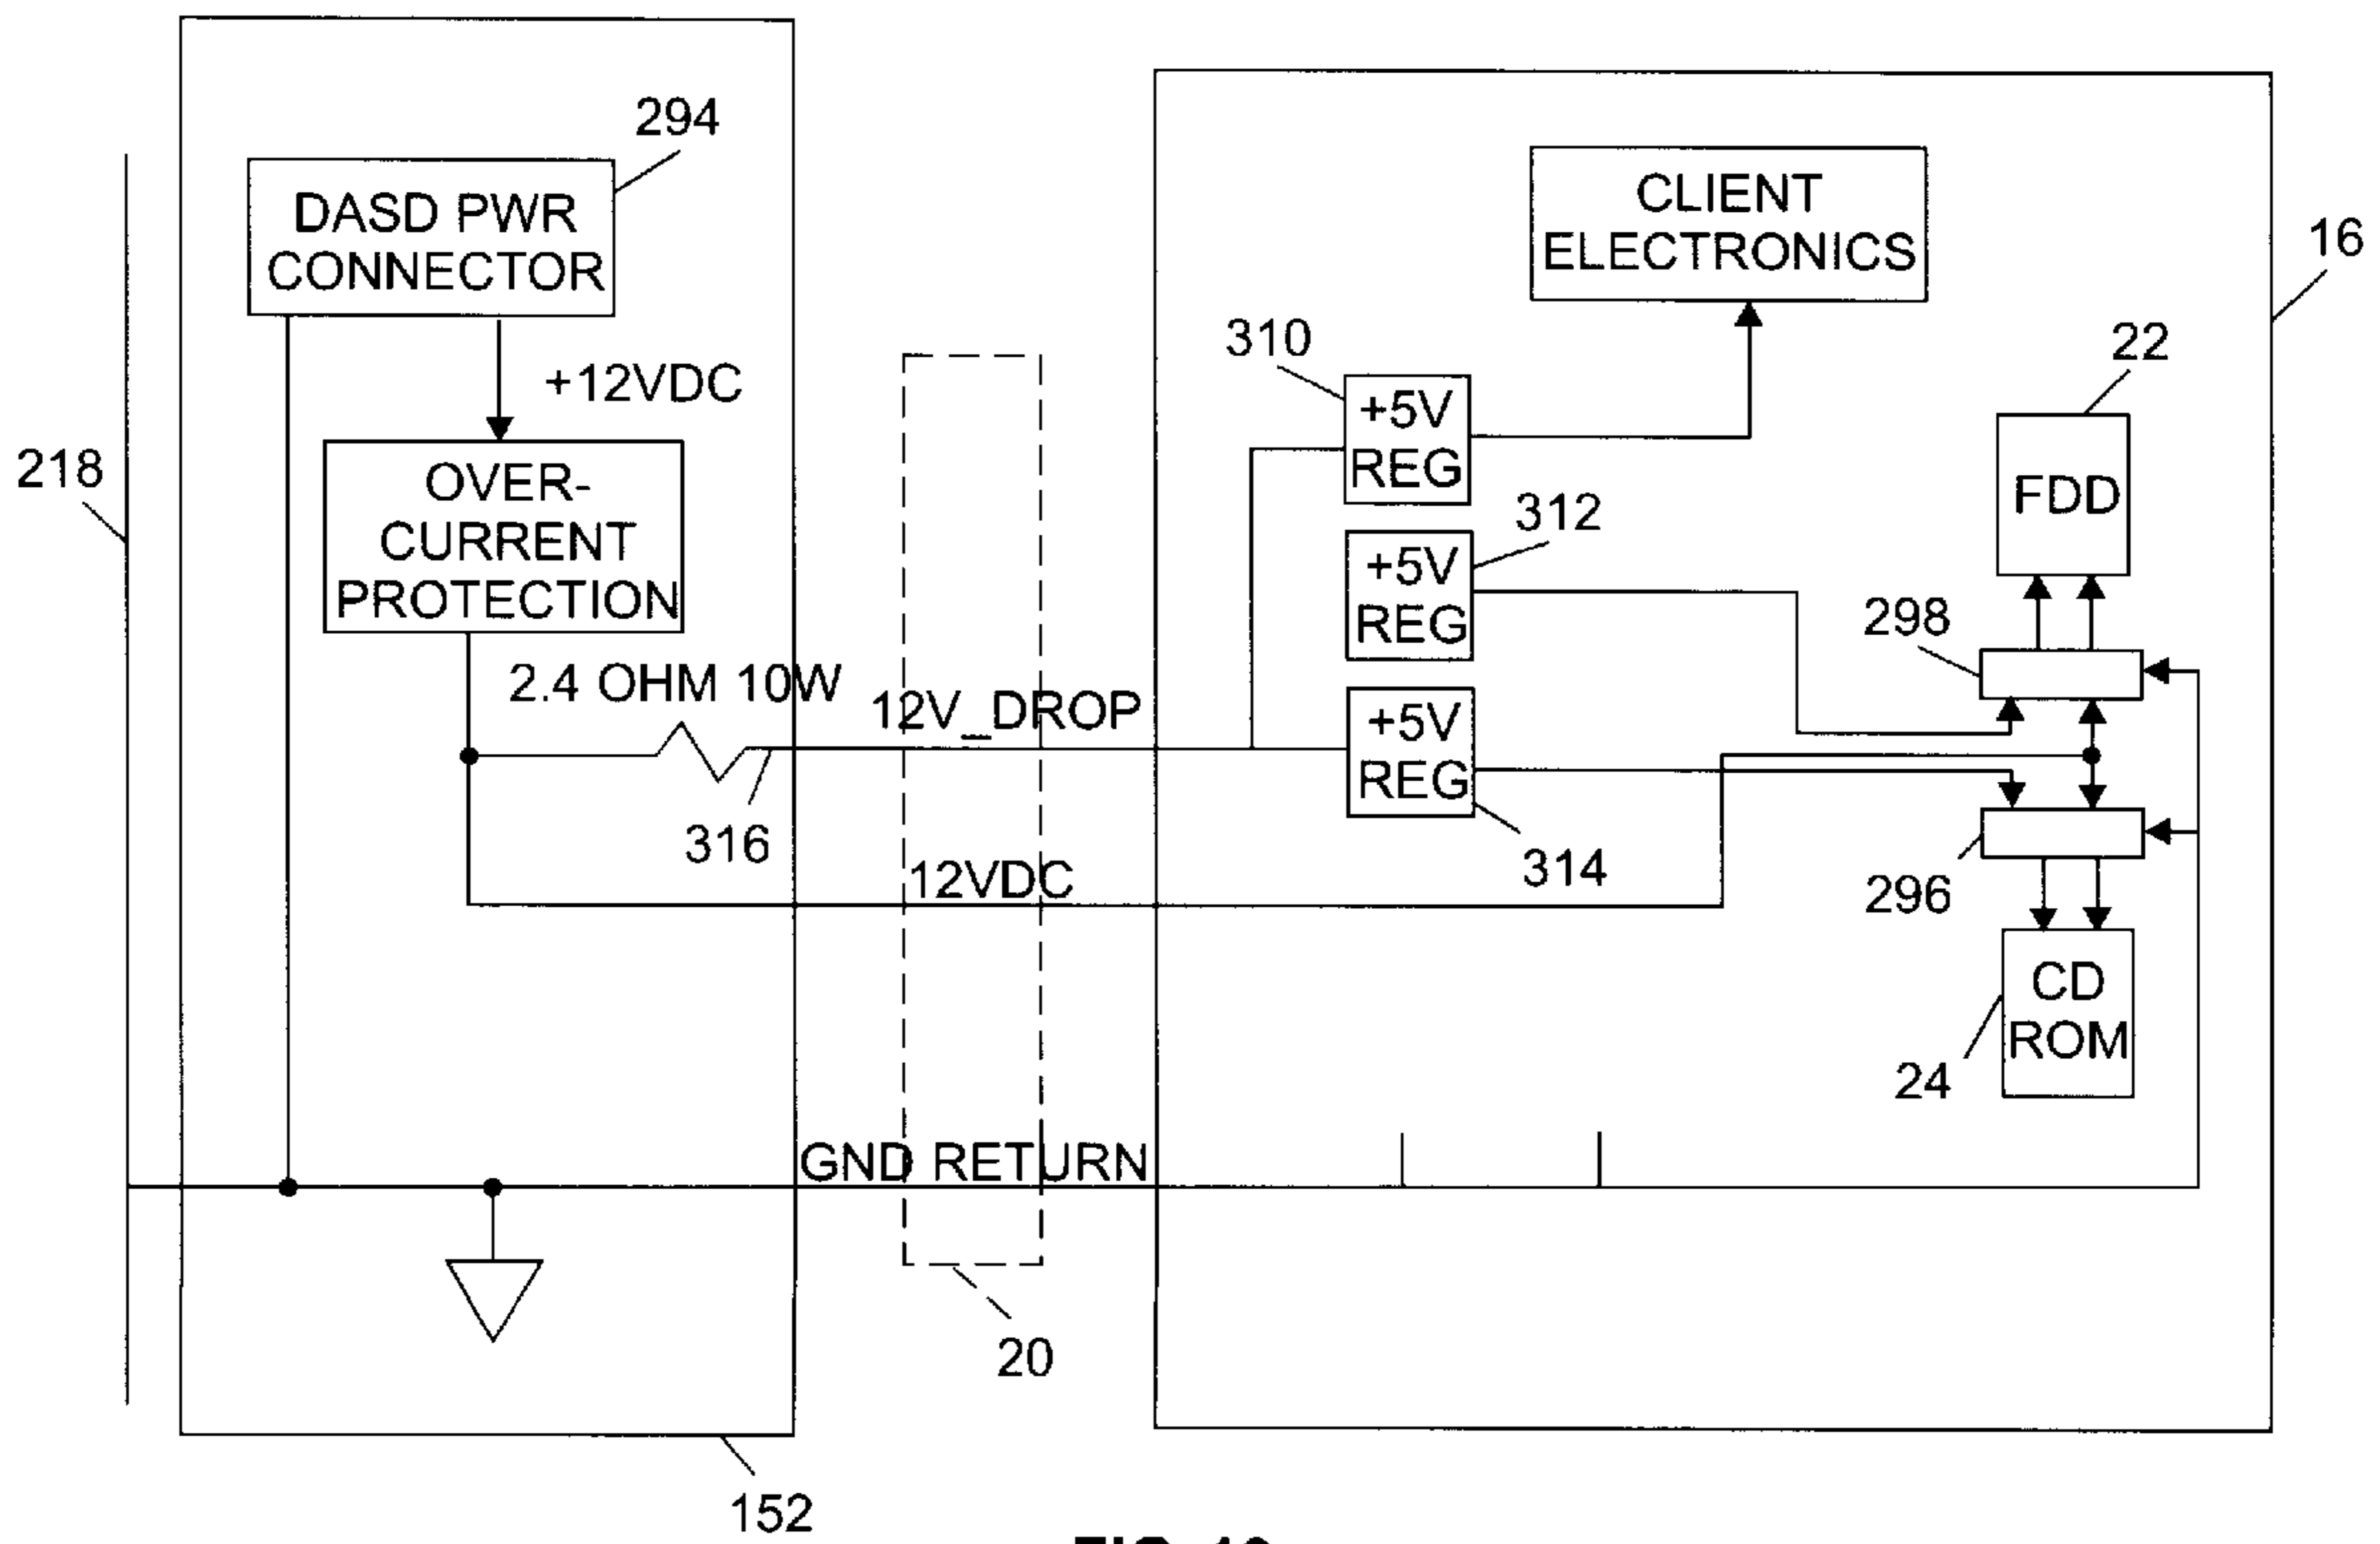 294
DASD PWR
CONNECTOR
+12VDC
218
OVER-
CURRENT
PROTECTION
2.4 OHM 10W
316
12V_DROP
12VDC
GND RETURN
20
152
CLIENT
ELECTRONICS
16
310
+5V
REG
22
FDD
312
+5V
REG
298
+5V
REG
314
296
CD
ROM
24